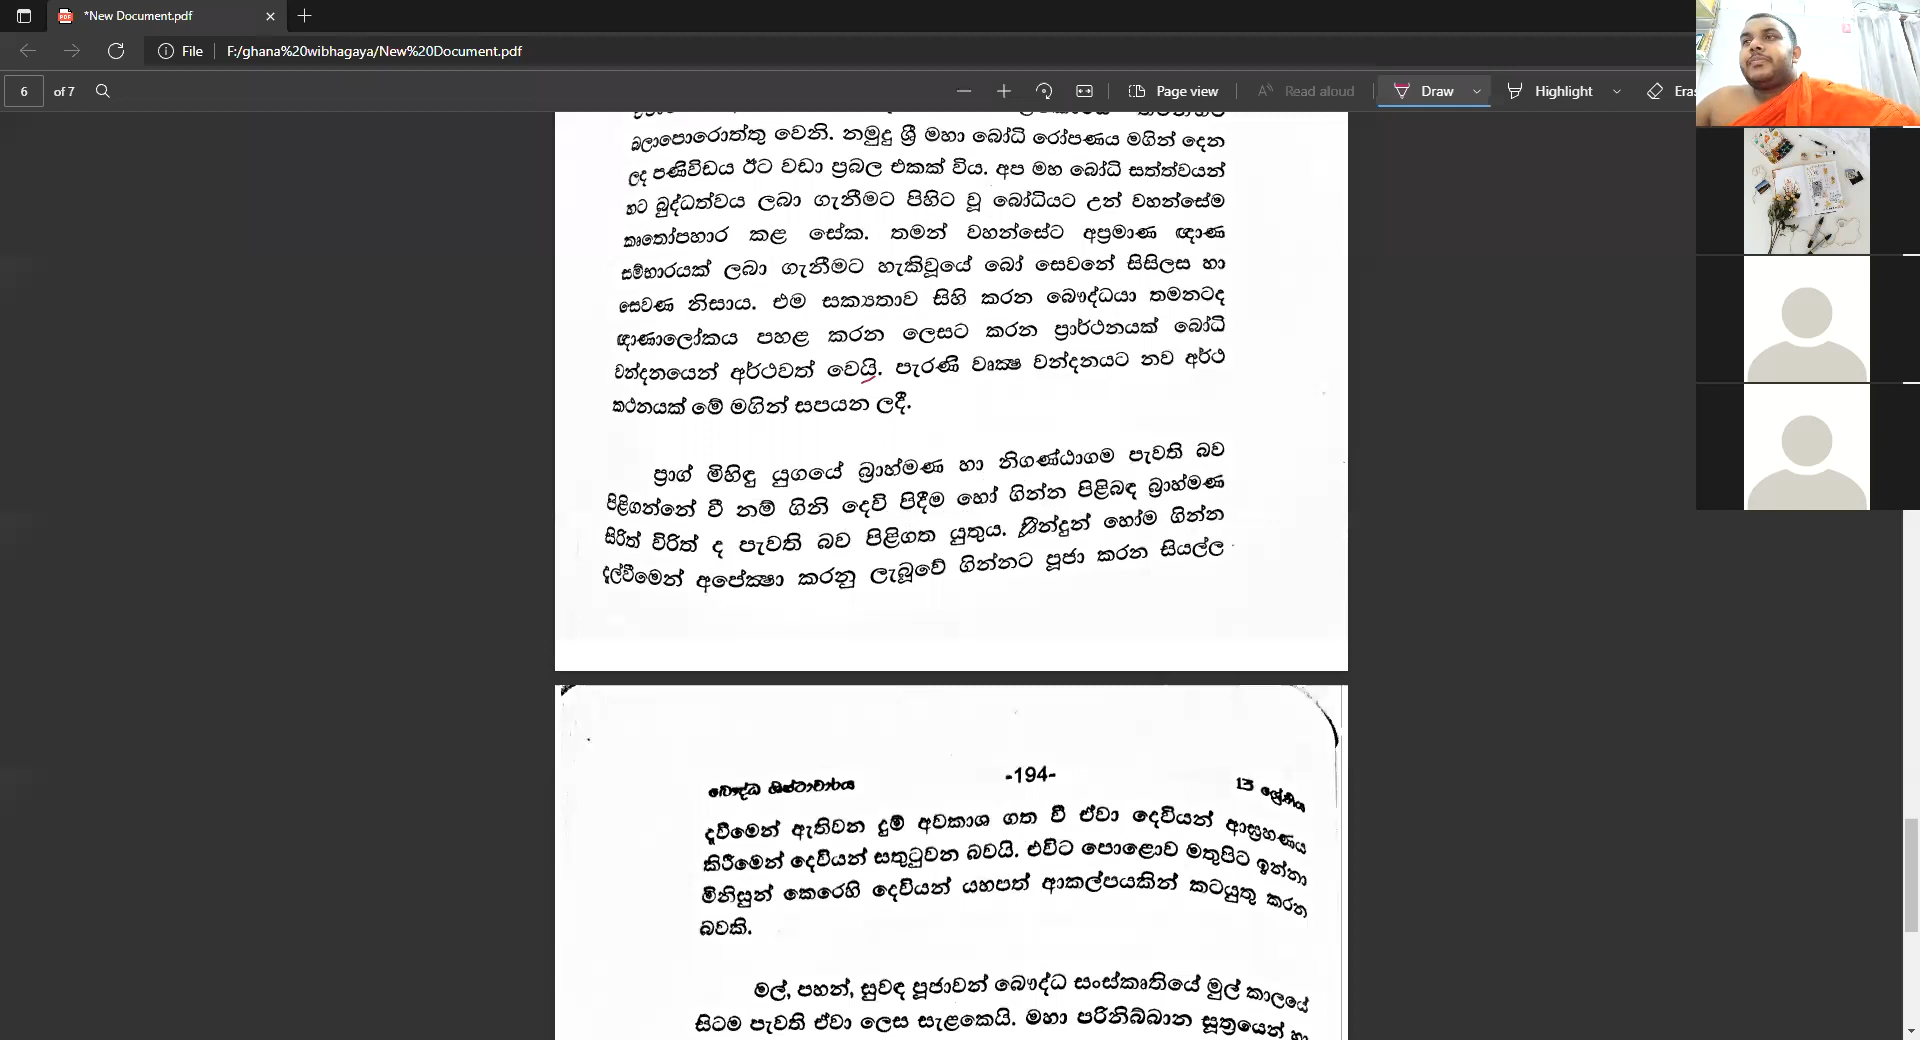 *New Document.pdf
File
F:/ghana%20wibhagaya/New%20Document.pdf
6 of 7
Page view
Read aloud
Draw
Highlight
බලාපොරොත්තු වෙනි. නමුදු ශ්‍රී මහා බෝධි රෝපණය මගින් දෙන
ලද පණිවිඩය ඊට වඩා ප්‍රබල එකක් විය. අප මහ බෝධි සත්ත්වයන්
හට බුද්ධත්වය ලබා ගැනීමට පිහිට වූ බෝධියට උන් වහන්සේම
කෘතෝපහාර කළ සේක. තමන් වහන්සේට අප්‍රමාණ ඥාණ
සම්භාරයක් ලබා ගැනීමට හැකිවූයේ බෝ සෙවනේ සිසිලස හා
සෙවණ නිසාය. එම සක්‍යතාව සිහි කරන බෞද්ධයා තමනටද
ඥාණාලෝකය පහළ කරන ලෙසට කරන ප්‍රාර්ථනයක් බෝධි
වන්දනයෙන් අර්ථවත් වෙයි. පැරණි වෘක්‍ෂ වන්දනයට නව අර්ථ
කථනයක් මේ මගින් සපයන ලදී.
ප්‍රාග් මිහිඳු යුගයේ බ්‍රාහ්මණ හා නිගණ්ඨාගම පැවති බව
පිළිගන්නේ වී නම් ගිනි දෙවි පිදීම හෝ ගින්න පිළිබඳ බ්‍රාහ්මණ
සිරිත් විරිත් ද පැවති බව පිළිගත යුතුය. හින්දුන් හෝම ගින්න
දැල්වීමෙන් අපේක්‍ෂා කරනු ලැබූවේ ගින්නට පූජා කරන සියල්ල
බෞද්ධ ශිෂ්ටාචාරය
-194-
13 ශ්‍රේණිය
දැවීමෙන් ඇතිවන දුම් අවකාශ ගත වී ඒවා දෙවියන් ආඝ්‍රහණය
කිරීමෙන් දෙවියන් සතුටුවන බවයි. එවිට පොළොව මතුපිට ඉන්නා
මිනිසුන් කෙරෙහි දෙවියන් යහපත් ආකල්පයකින් කටයුතු කරන
බවකි.
මල්, පහන්, සුවඳ පූජාවන් බෞද්ධ සංස්කෘතියේ මුල් කාලයේ
සිටම පැවති ඒවා ලෙස සැළකෙයි. මහා පරිනිබ්බාන සූත්‍රයෙන් හා